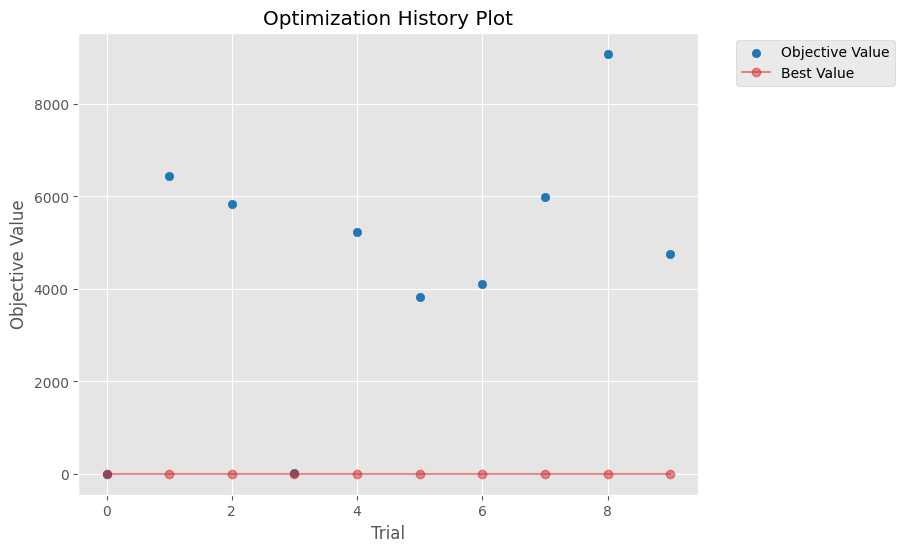 Optimization History Plot
Objective Value
Best Value
8000
6000
4000
2000
0
Objective Value
0 2 4 6 8
Trial